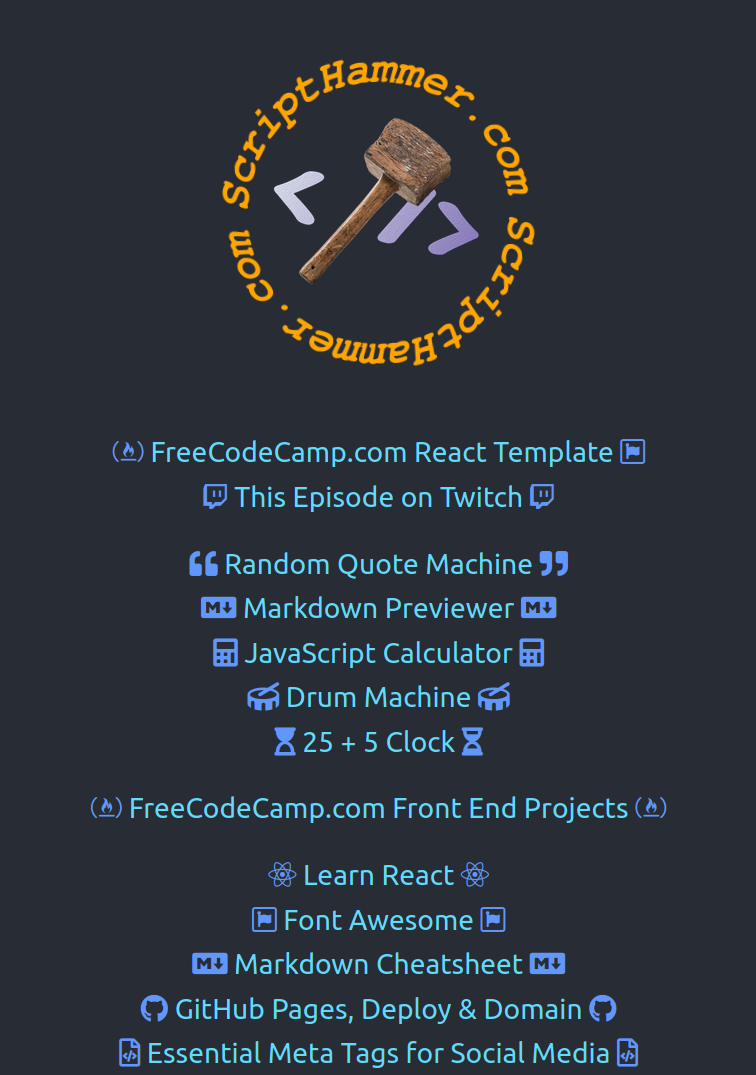 ScriptHammer.com ScriptHammer.com
FreeCodeCamp.com React Template
This Episode on Twitch
Random Quote Machine
M Markdown Previewer M
JavaScript Calculator
Drum Machine
25 + 5 Clock
FreeCodeCamp.com Front End Projects
Learn React
Font Awesome
M Markdown Cheatsheet M
GitHub Pages, Deploy & Domain
Essential Meta Tags for Social Media